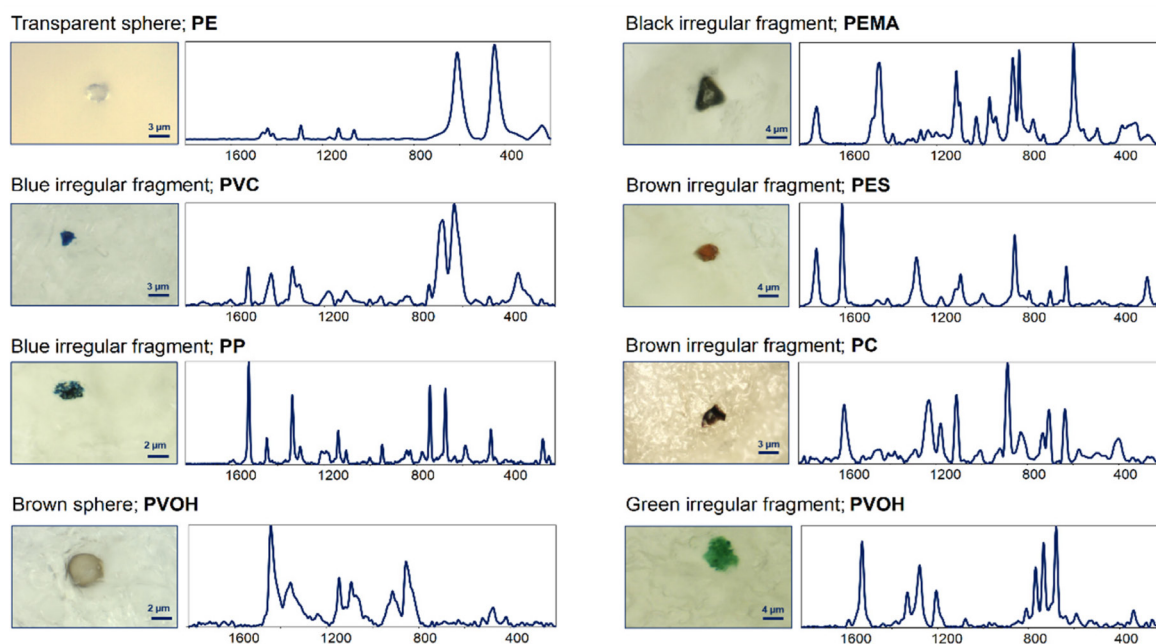 Transparent sphere; PE
3 µm
1600 1200 800 400
Blue irregular fragment; PVC
3 µm
1600 1200 800 400
Blue irregular fragment; PP
2 µm
1600 1200 800 400
Brown sphere; PVOH
2 µm
1600 1200 800 400
Black irregular fragment; PEMA
4 µm
1600 1200 800 400
Brown irregular fragment; PES
4 µm
1600 1200 800 400
Brown irregular fragment; PC
3 µm
1600 1200 800 400
Green irregular fragment; PVOH
4 µm
1600 1200 800 400